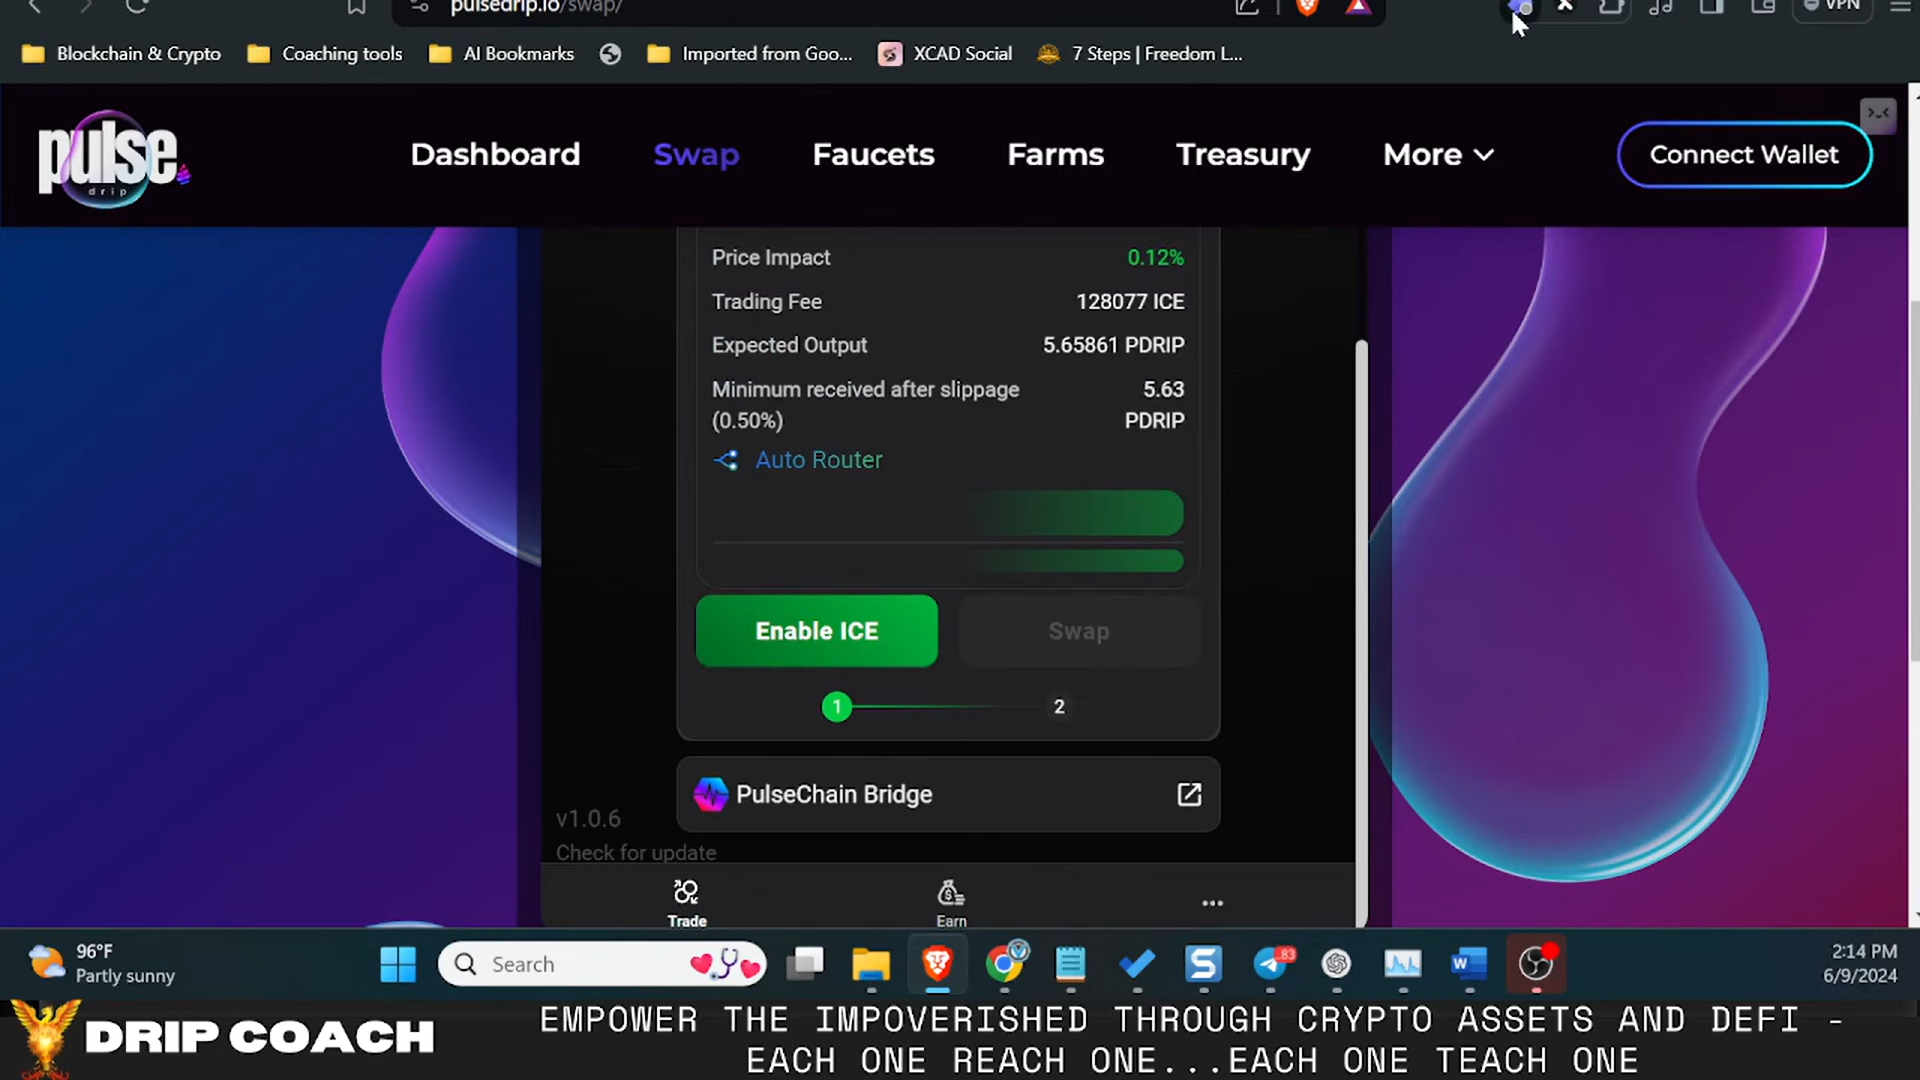 pulsedrip.io/swap/
VPN
Blockchain & Crypto
Coaching tools
AI Bookmarks
Imported from Goo...
XCAD Social
7 Steps | Freedom L...
pulse
drip
Dashboard
Swap
Faucets
Farms
Treasury
More
Connect Wallet
Price Impact 0.12%
Trading Fee 128077 ICE
Expected Output 5.65861 PDRIP
Minimum received after slippage 5.63
(0.50%) PDRIP
Auto Router
Enable ICE
Swap
1
2
PulseChain Bridge
v1.0.6
Check for update
Trade
Earn
96°F
Partly sunny
Search
83
2:14 PM
6/9/2024
DRIP COACH
EMPOWER THE IMPOVERISHED THROUGH CRYPTO ASSETS AND DEFI -
EACH ONE REACH ONE...EACH ONE TEACH ONE